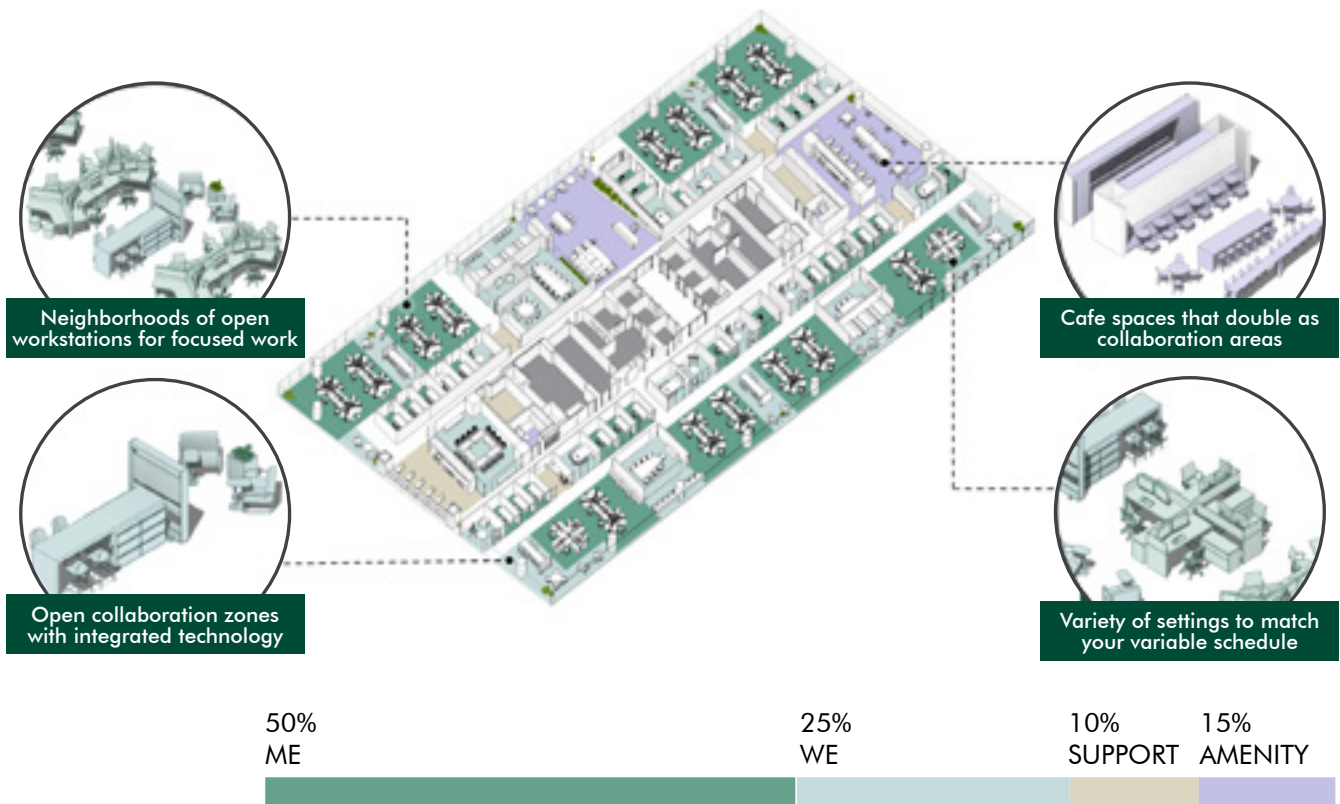 Neighborhoods of open
workstations for focused work
Cafe spaces that double as
collaboration areas
Open collaboration zones
with integrated technology
Variety of settings to match
your variable schedule
50%
ME
25%
WE
10%
SUPPORT
15%
AMENITY